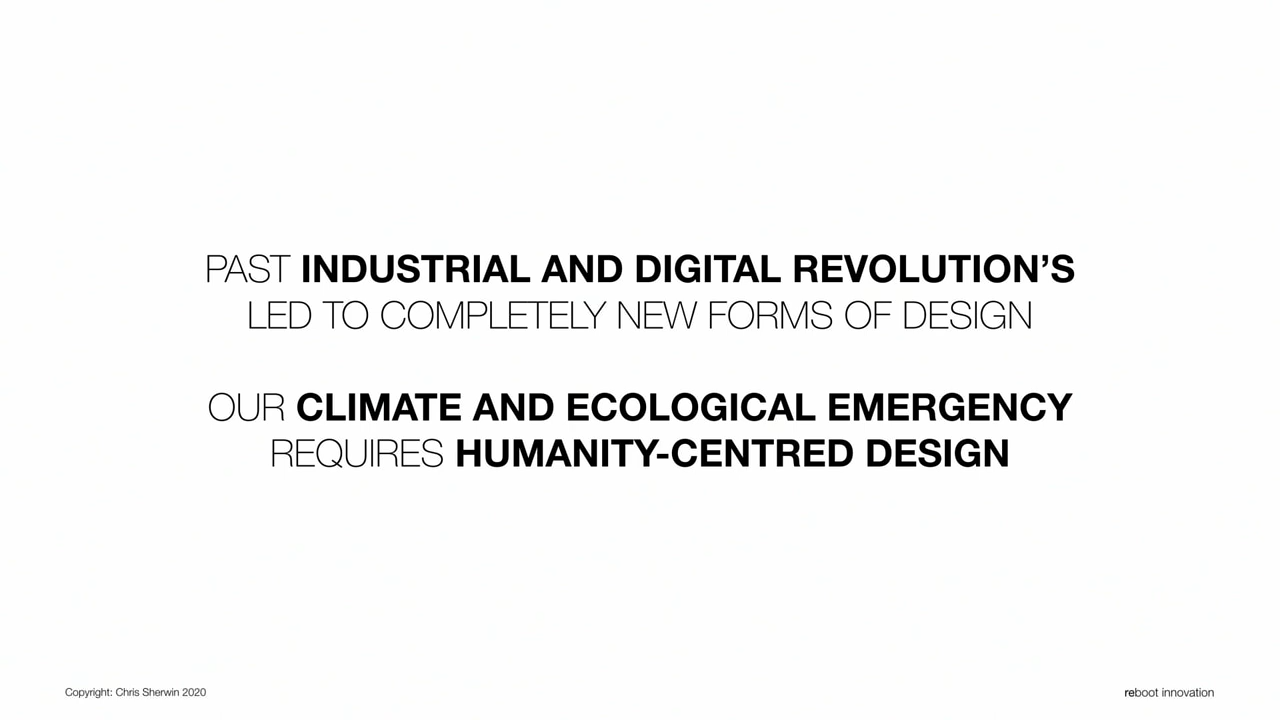 PAST INDUSTRIAL AND DIGITAL REVOLUTION’S
LED TO COMPLETELY NEW FORMS OF DESIGN
OUR CLIMATE AND ECOLOGICAL EMERGENCY
REQUIRES HUMANITY-CENTRED DESIGN
Copyright: Chris Sherwin 2020
reboot innovation